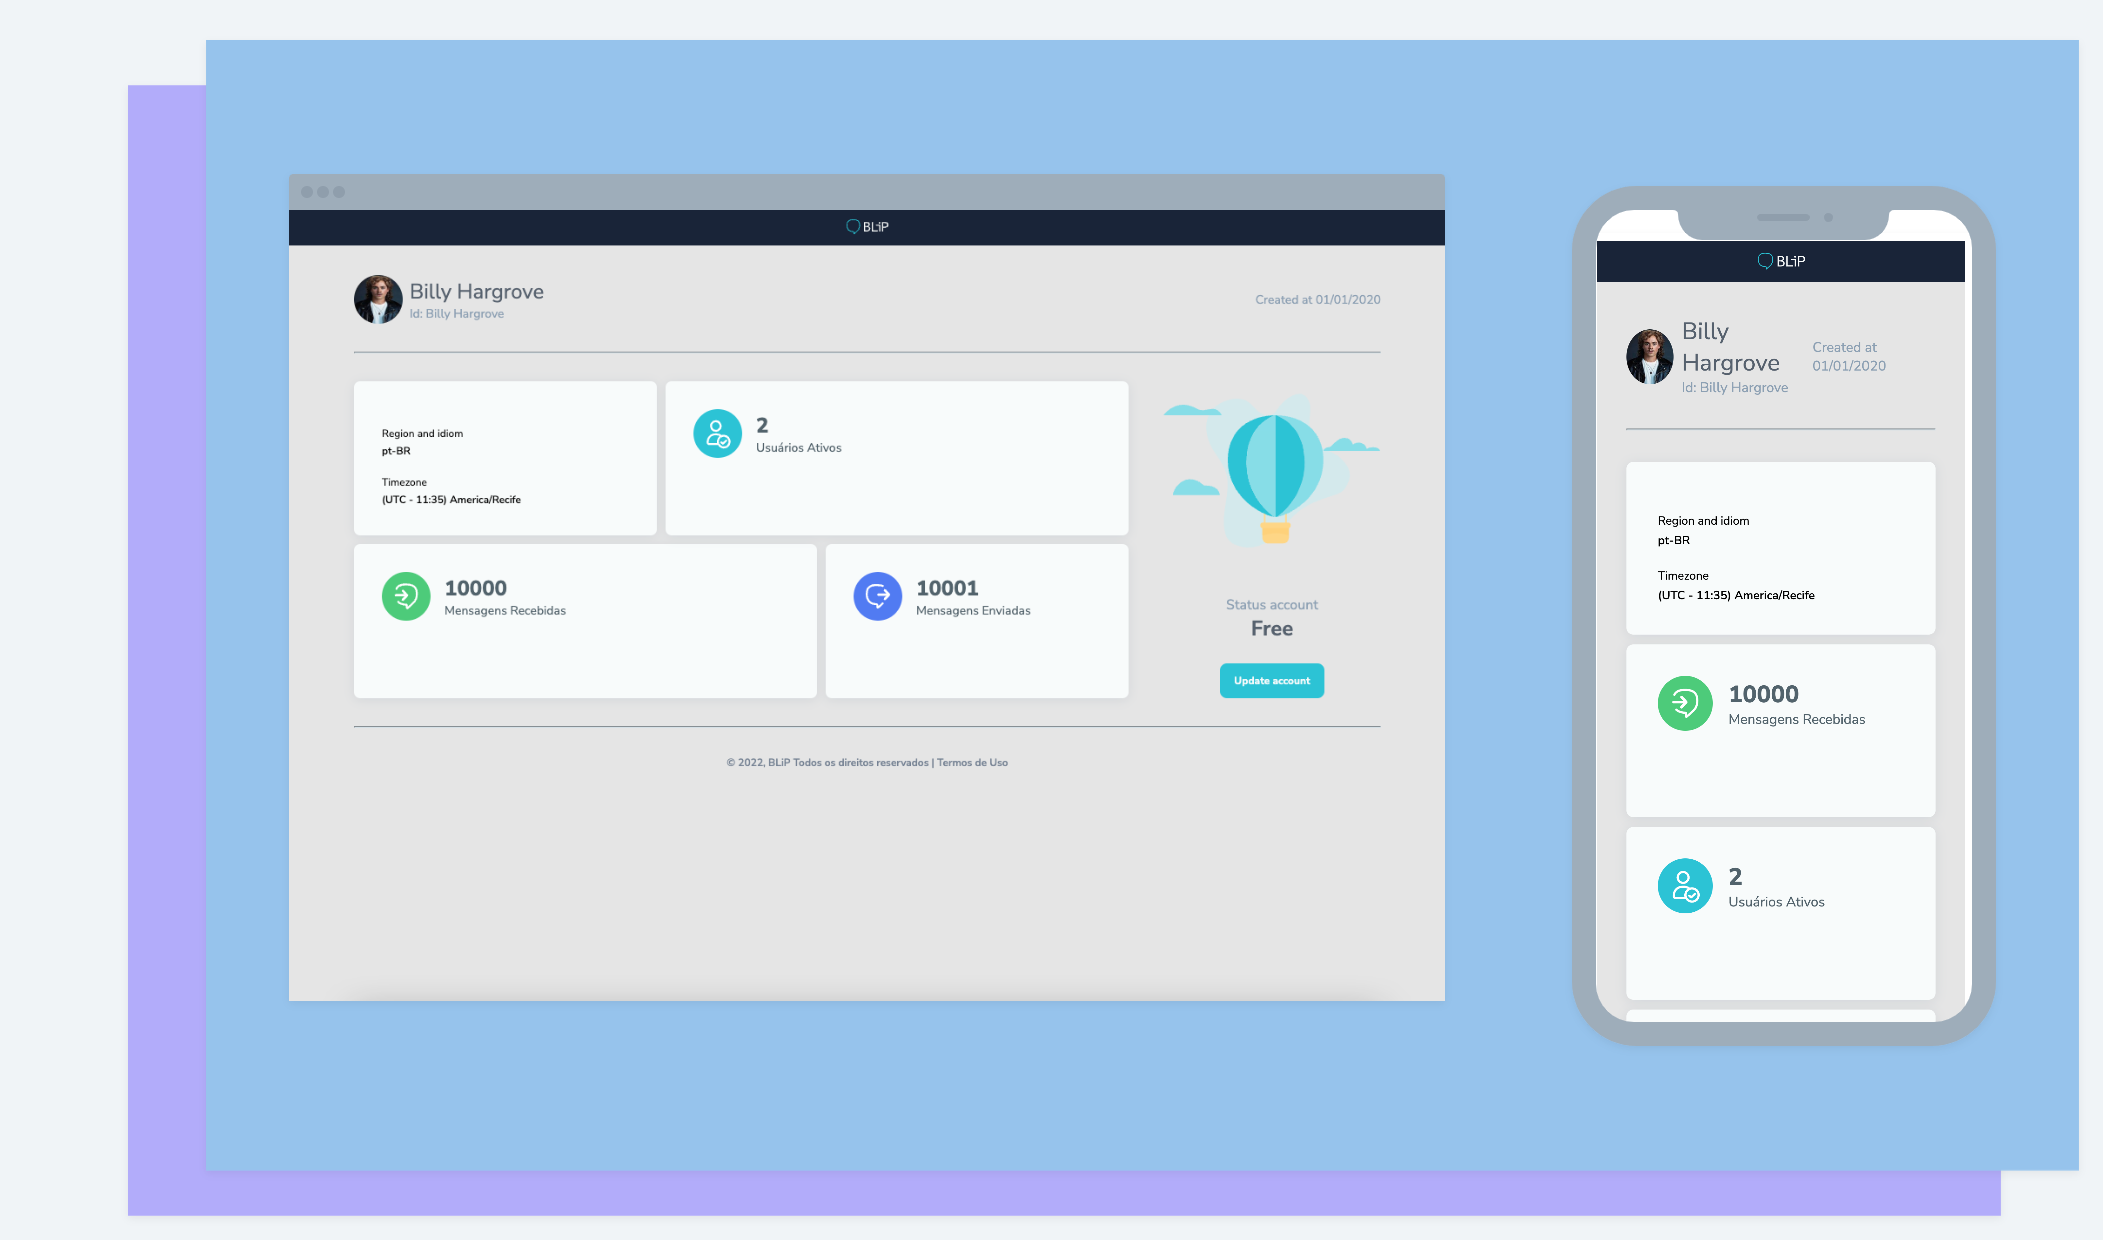 BLiP
Billy Hargrove
Id: Billy Hargrove
Created at 01/01/2020
Region and idiom
pt-BR
Timezone
(UTC - 11:35) America/Recife
2
Usuários Ativos
10000
Mensagens Recebidas
10001
Mensagens Enviadas
Status account
Free
Update account
© 2022, BLiP Todos os direitos reservados | Termos de Uso
BLiP
Billy
Hargrove
Id: Billy Hargrove
Created at
01/01/2020
Region and idiom
pt-BR
Timezone
(UTC - 11:35) America/Recife
10000
Mensagens Recebidas
2
Usuários Ativos